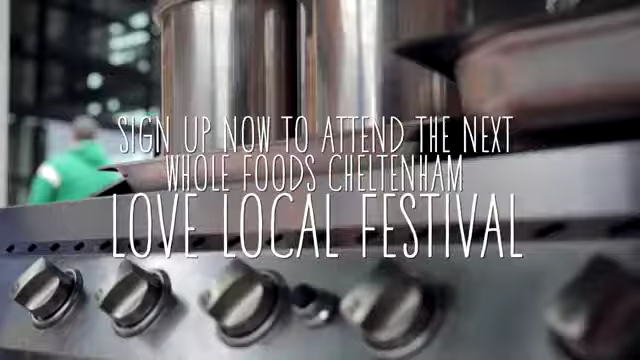 SIGN UP NOW TO ATTEND THE NEXT
WHOLE FOODS CHELTENHAM
LOVE LOCAL FESTIVAL